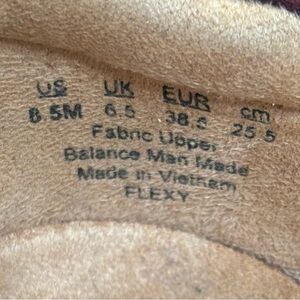 US UK EUR cm
8.5M 6.5 38.5 25.5
Fabric Upper
Balance Man Made
Made in Vietnam
FLEXY